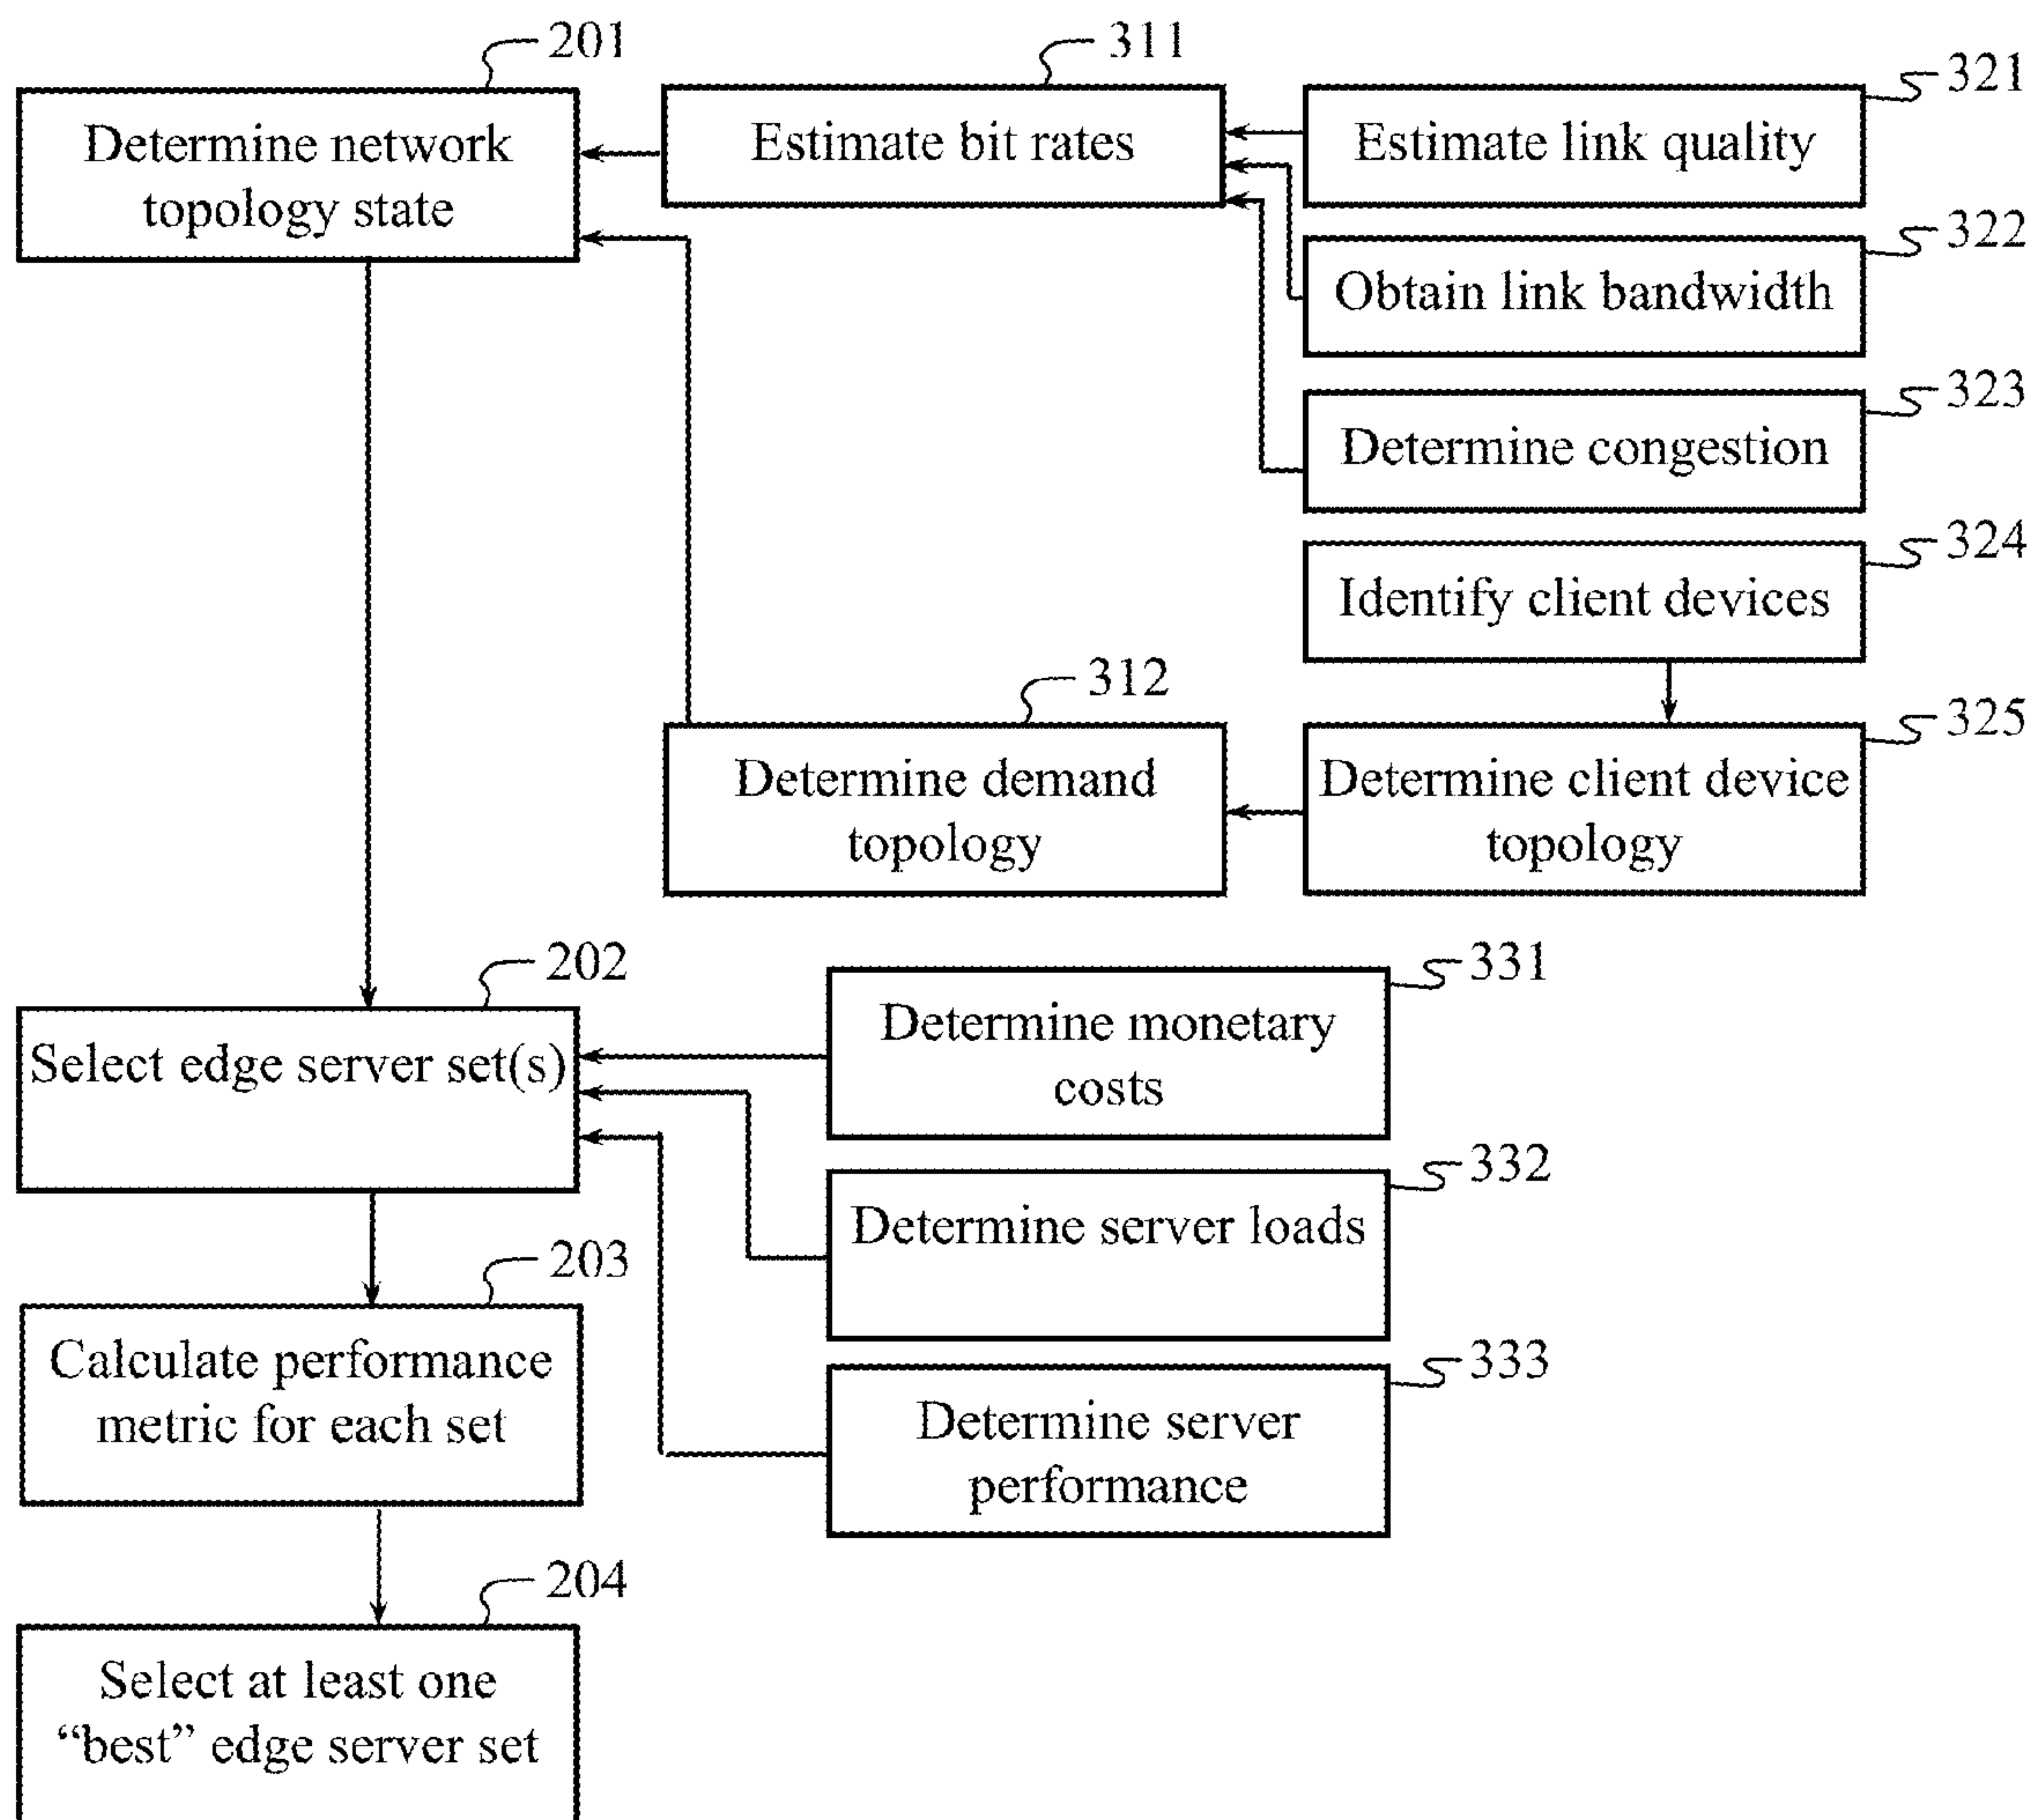 201
Determine network
topology state
311
Estimate bit rates
321
Estimate link quality
322
Obtain link bandwidth
323
Determine congestion
324
Identify client devices
312
Determine demand
topology
325
Determine client device
topology
202
Select edge server set(s)
331
Determine monetary
costs
332
Determine server loads
203
Calculate performance
metric for each set
333
Determine server
performance
204
Select at least one
“best” edge server set